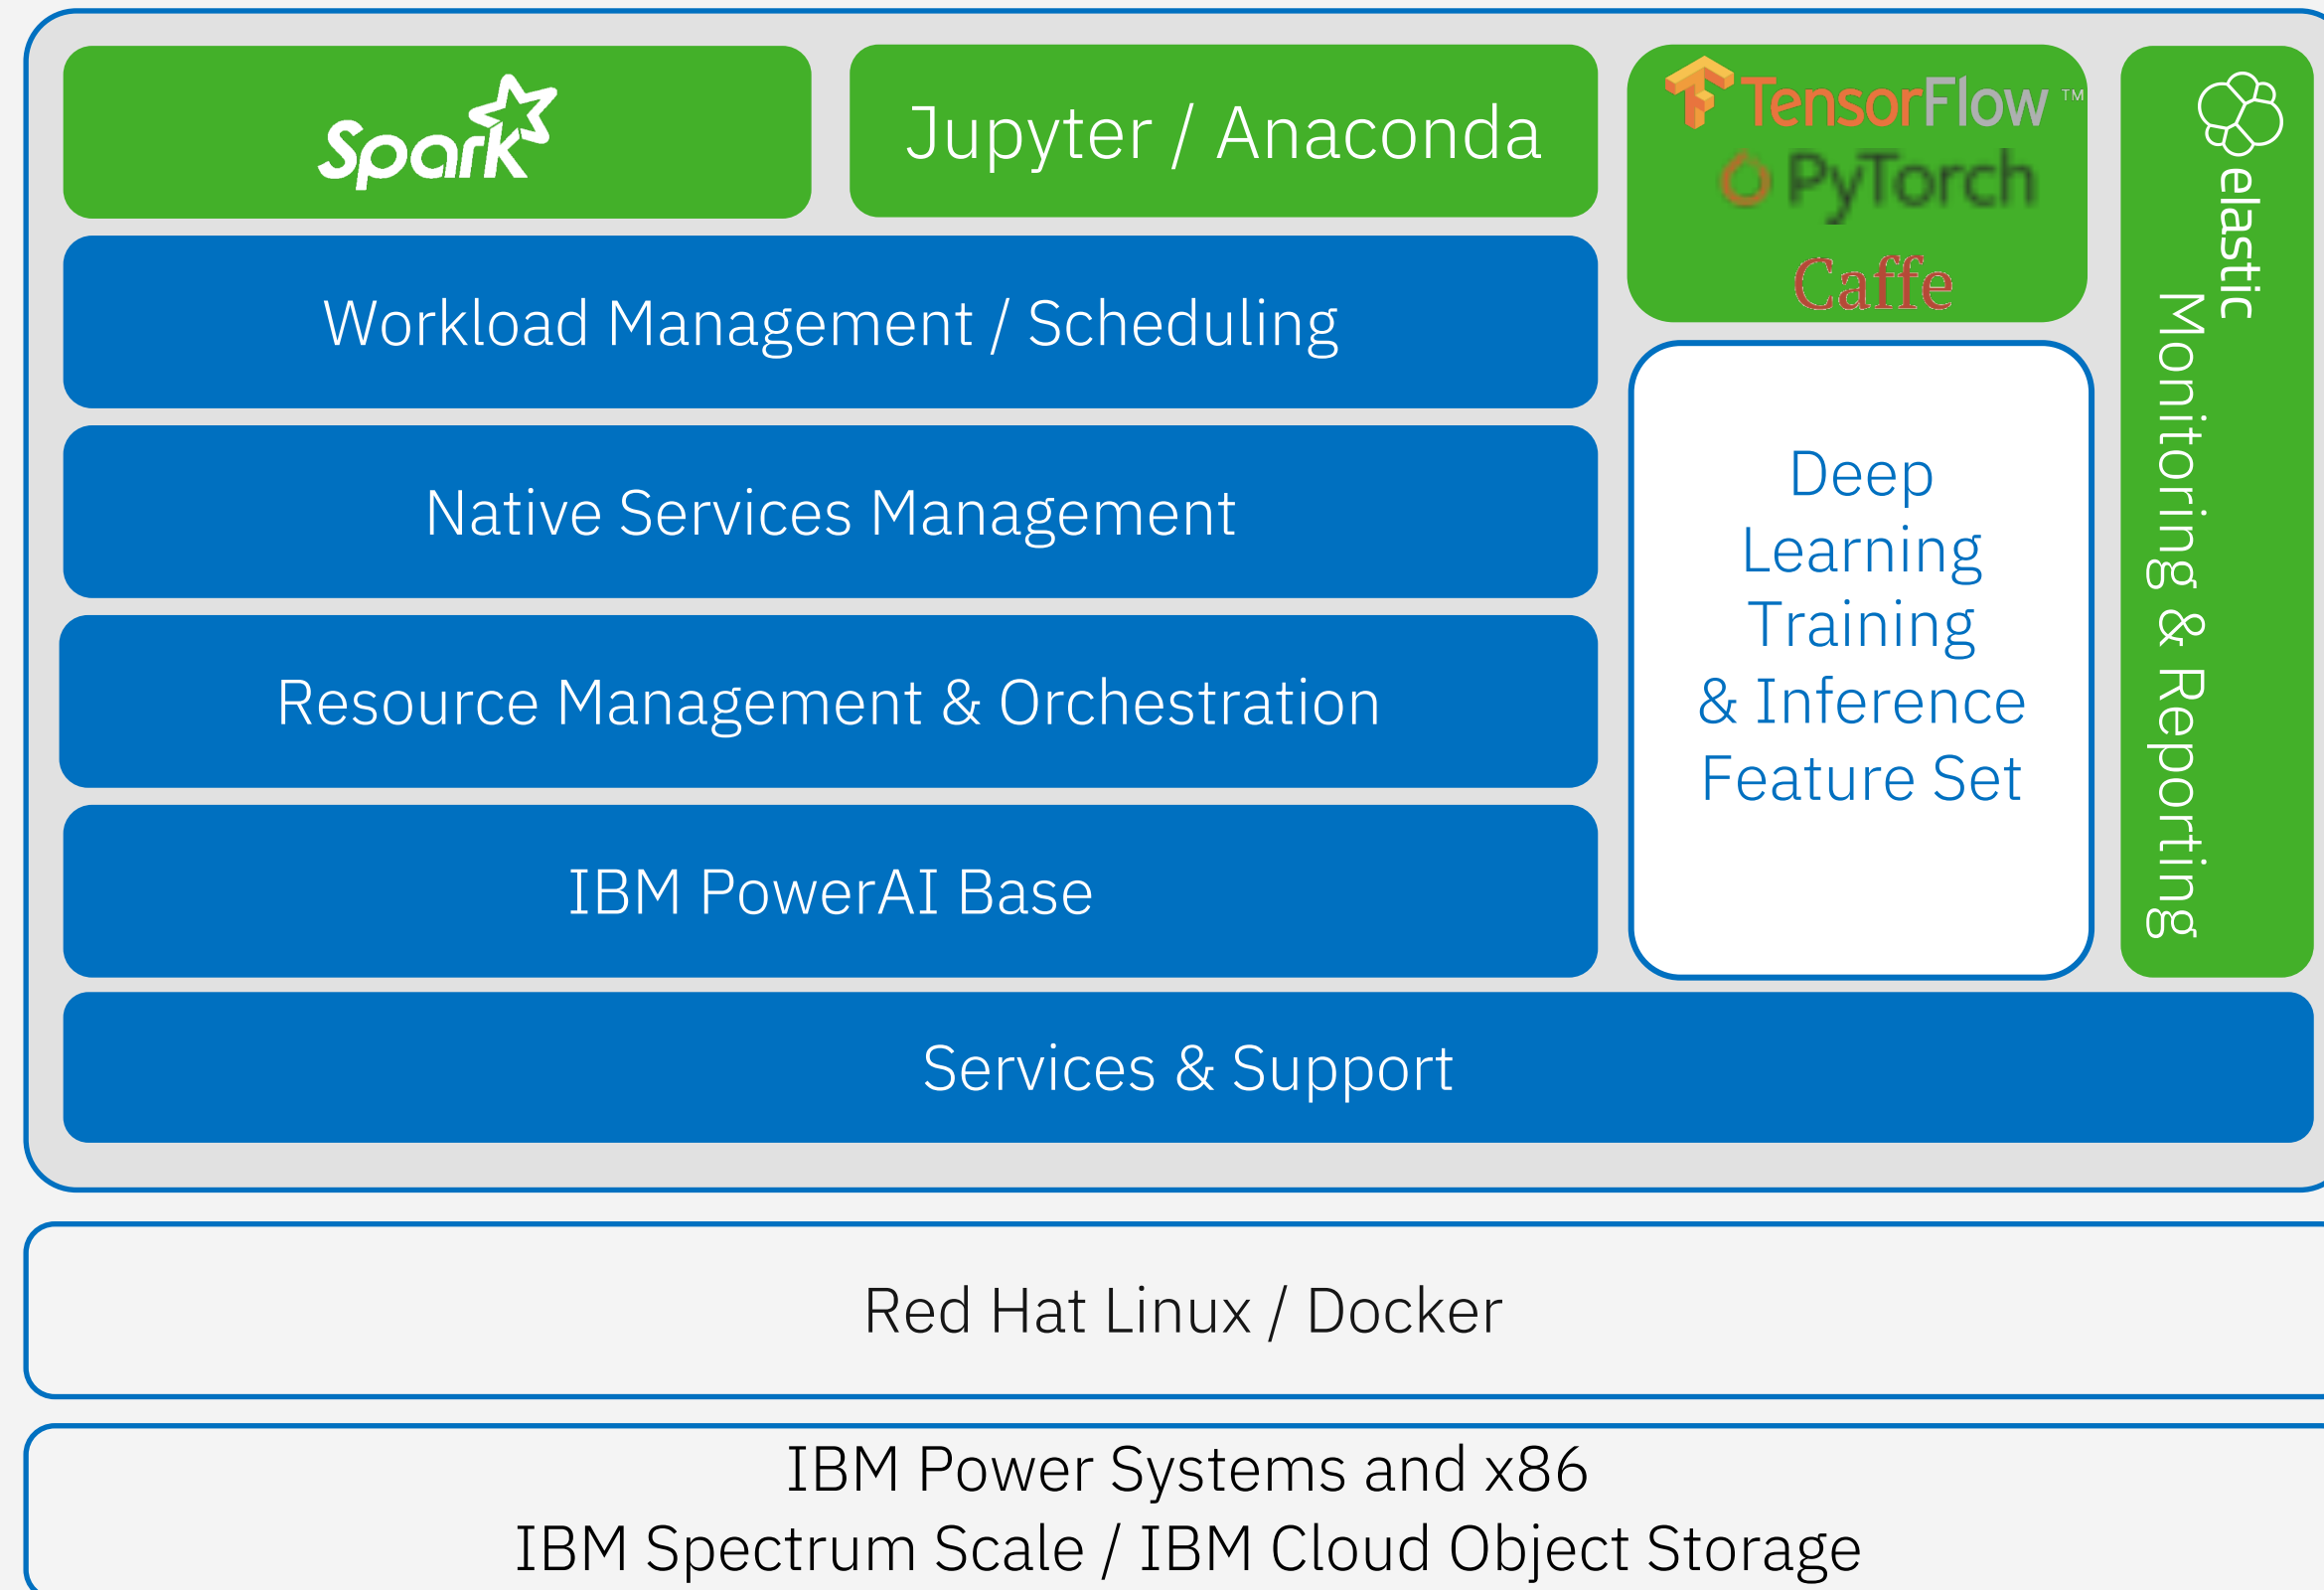 Spark
Jupyter / Anaconda
TensorFlow ™
PyTorch
Caffe
elastic
Monitoring & Reporting
Workload Management / Scheduling
Native Services Management
Resource Management & Orchestration
IBM PowerAI Base
Deep
Learning
Training
& Inference
Feature Set
Services & Support
Red Hat Linux / Docker
IBM Power Systems and x86
IBM Spectrum Scale / IBM Cloud Object Storage